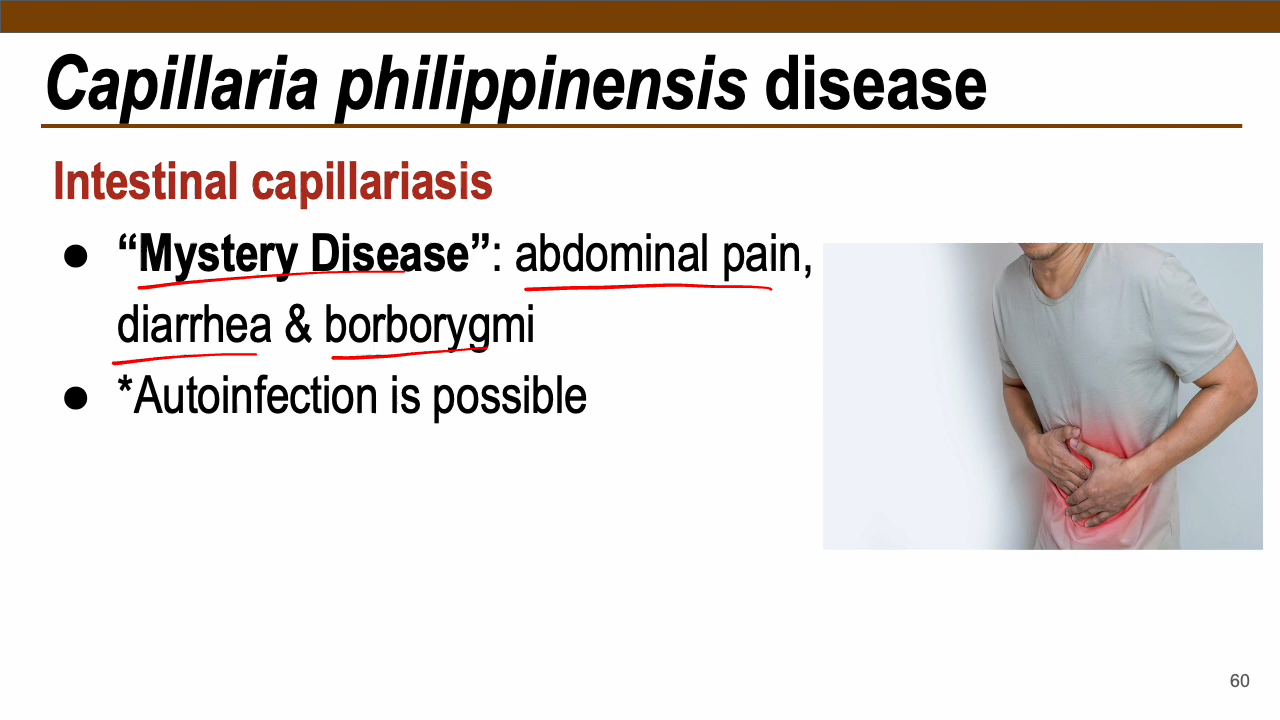 Capillaria philippinensis disease
Intestinal capillariasis
● “Mystery Disease”: abdominal pain,
diarrhea & borborygmi
● *Autoinfection is possible
60